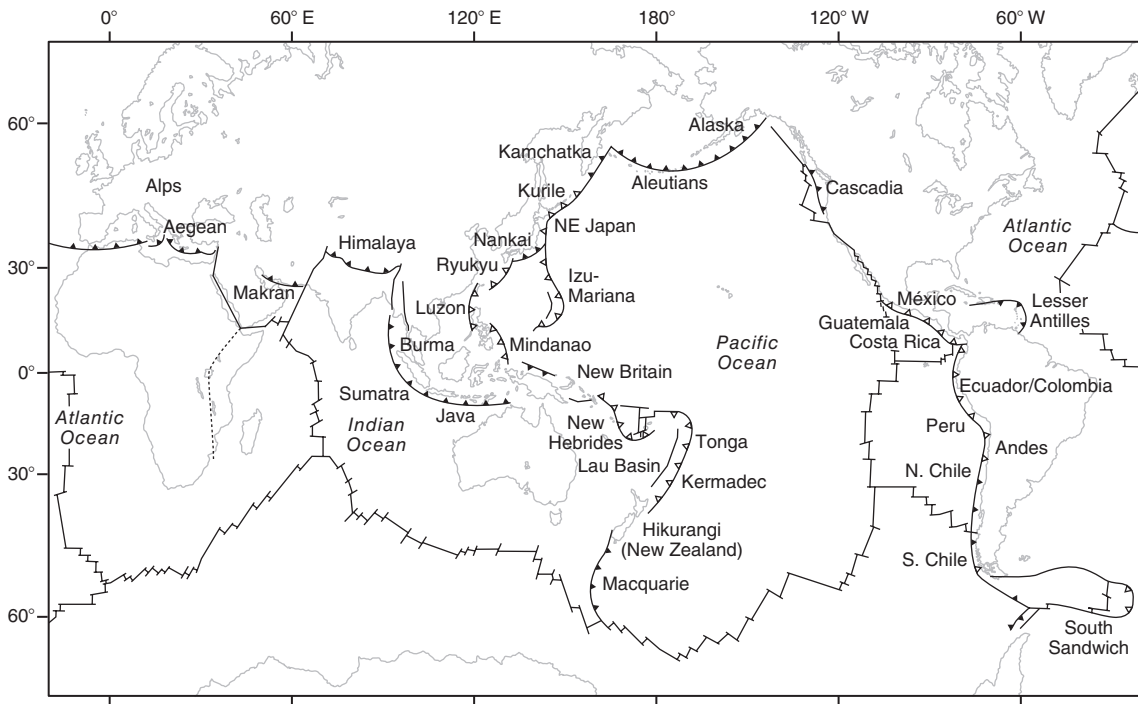 0° 60° E 120° E 180° 120° W 60° W
60°
30°
0°
30°
60°
Alaska
Kamchatka
Aleutians
Alps
Kurile
Cascadia
Aegean
NE Japan
Atlantic
Ocean
Nankai
Himalaya
Ryukyu
Makran
Izu-
Mariana
Luzon
México
Lesser
Antilles
Guatemala
Costa Rica
Burma
Mindanao
Pacific
Ocean
New Britain
Ecuador/Colombia
Sumatra
Java
Atlantic
Ocean
Indian
Ocean
New
Hebrides
Peru
Tonga
Andes
Lau Basin
N. Chile
Kermadec
Hikurangi
(New Zealand)
S. Chile
Macquarie
South
Sandwich